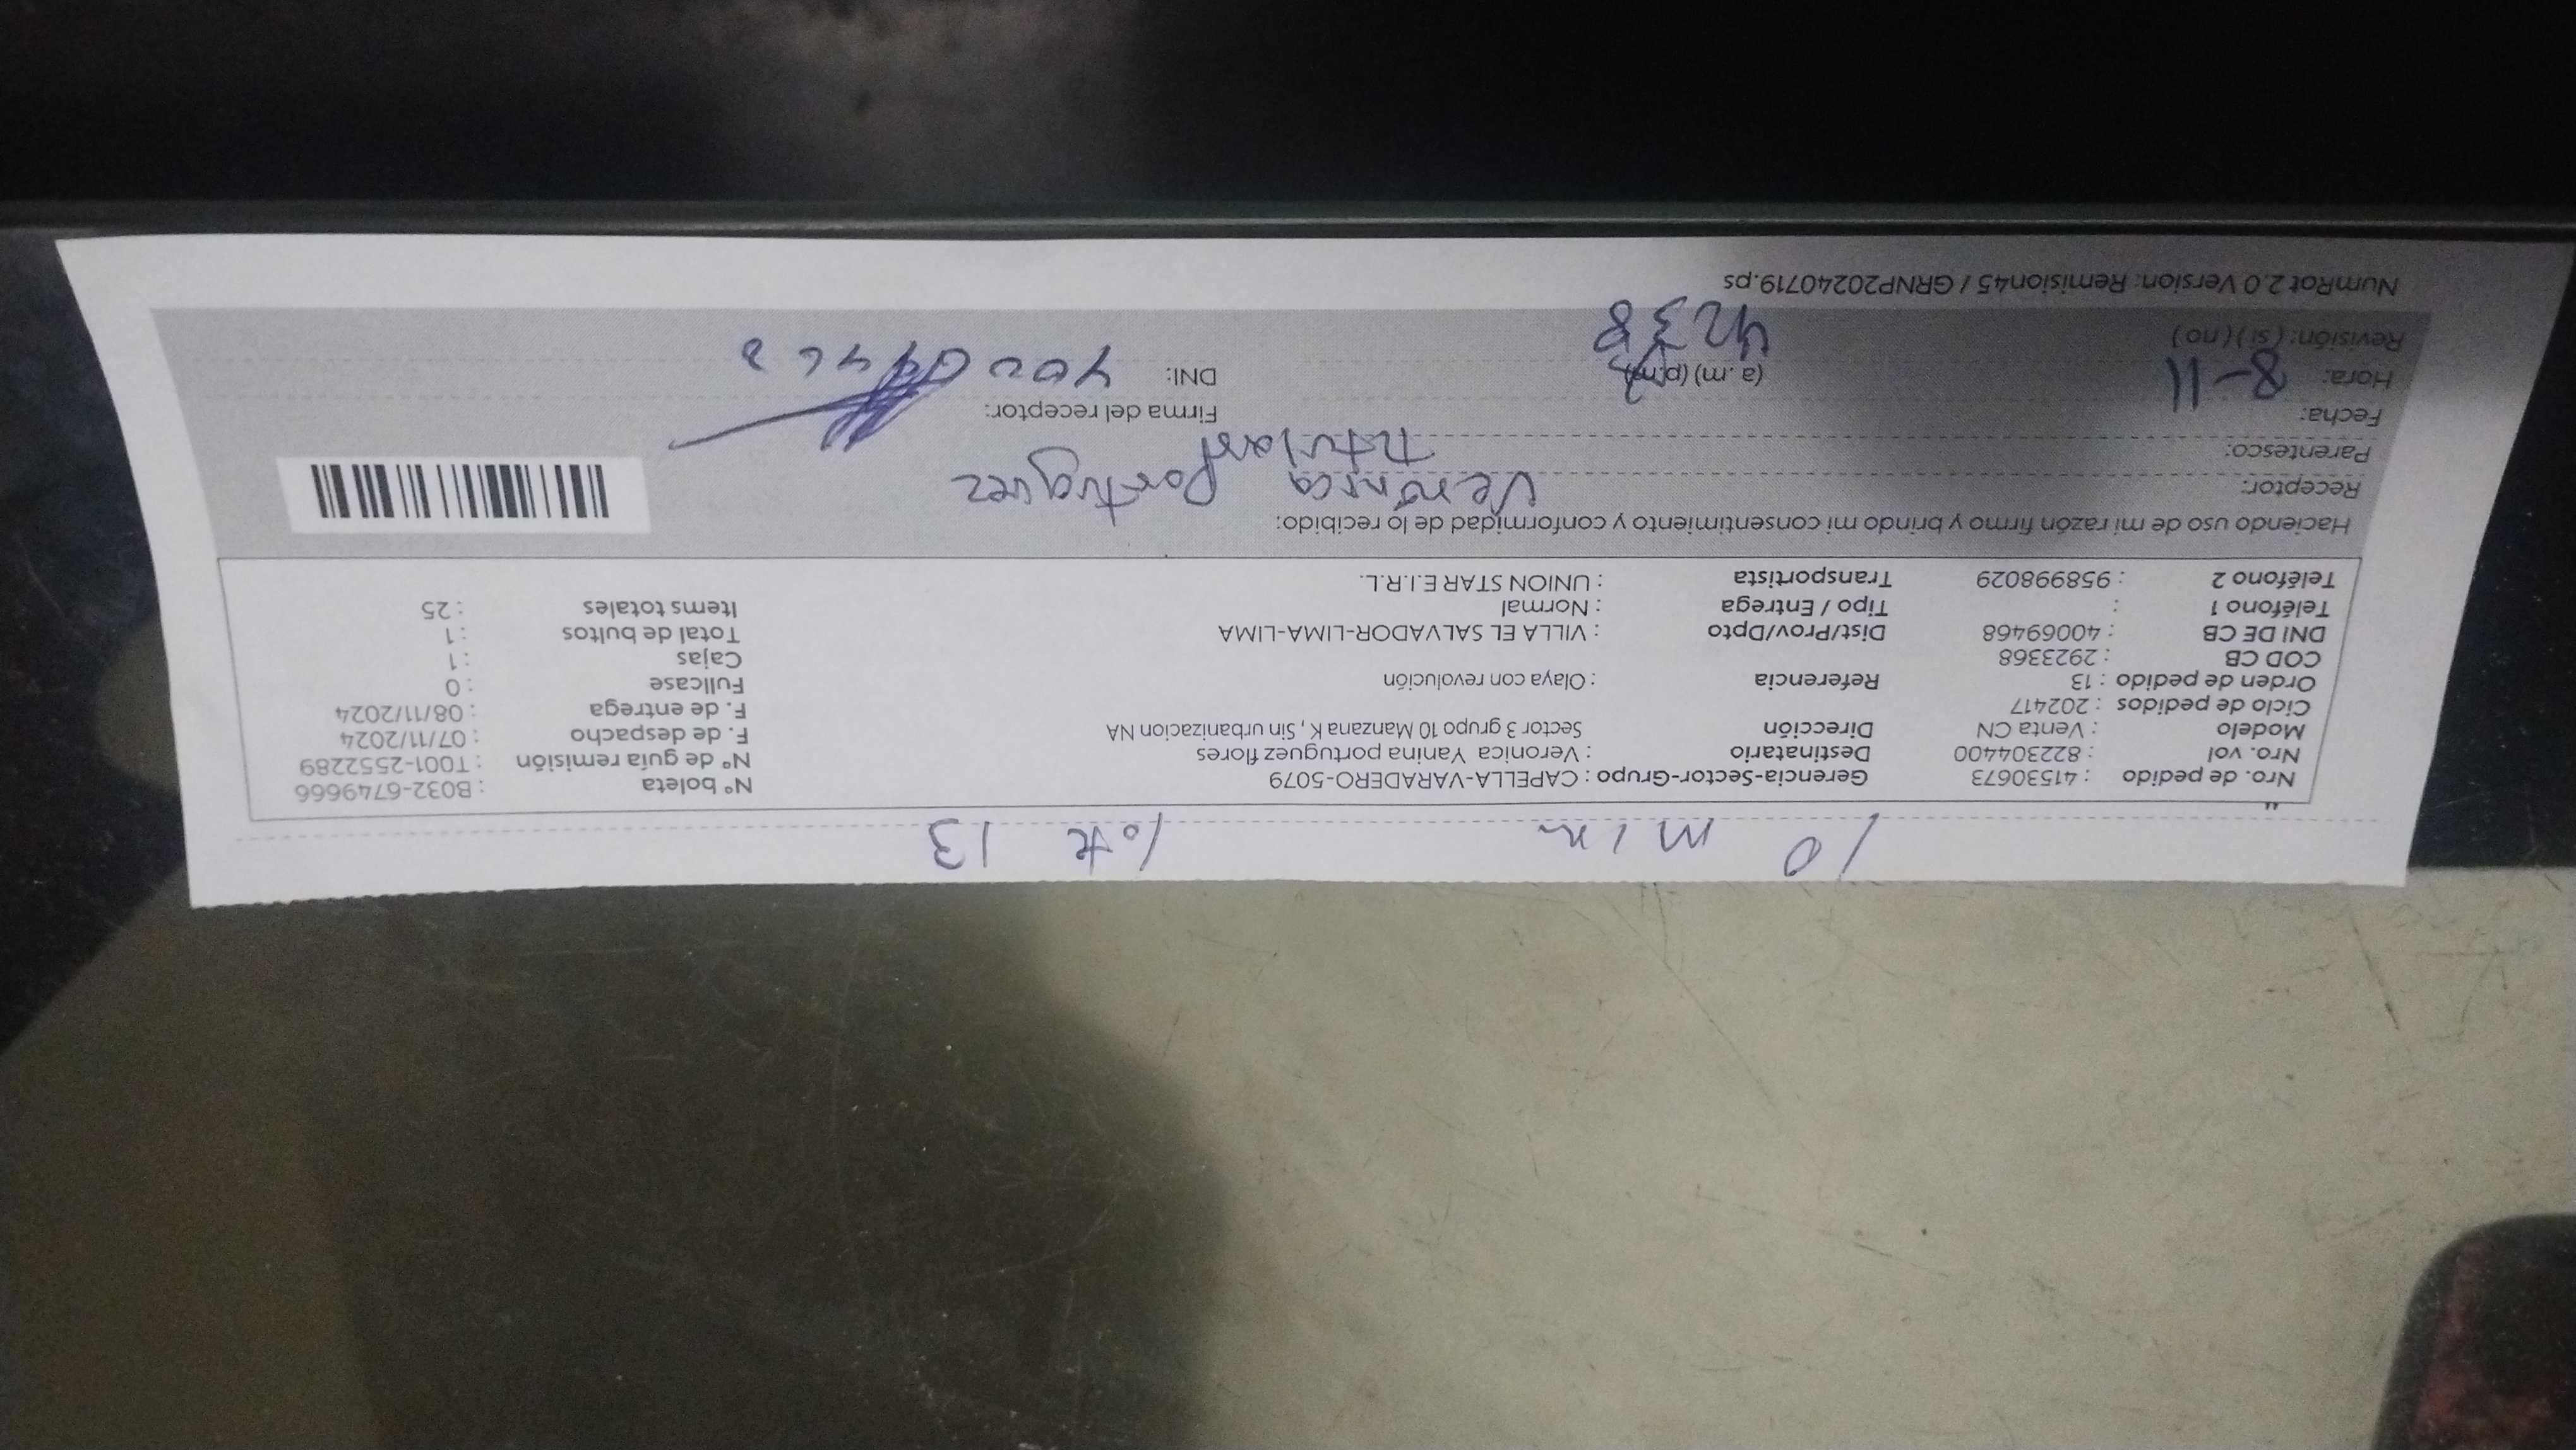 10 min lote 13
"
Nro. de pedido : 41530673 Gerencia-Sector-Grupo : CAPELLA-VARADERO-5079 N° boleta : B032-6749666
Nro. vol : 822304400 Destinatario : Veronica Yanina portuguez flores N° de guía remisión : T001-2552289
Modelo : Venta CN Dirección Sector 3 grupo 10 Manzana K , Sin urbanizacion NA F. de despacho : 07/11/2024
Ciclo de pedidos : 202417 F. de entrega : 08/11/2024
Orden de pedido : 13 Referencia : Olaya con revolución Fullcase : 0
COD CB : 2923368 Cajas : 1
DNI DE CB : 40069468 Dist/Prov/Dpto : VILLA EL SALVADOR-LIMA-LIMA Total de bultos : 1
Teléfono 1 : Tipo / Entrega : Normal Items totales : 25
Teléfono 2 : 958998029 Transportista : UNION STAR E.I.R.L.
Haciendo uso de mi razón firmo y brindo mi consentimiento y conformidad de lo recibido:
Receptor: Verónica Portuguez
Parentesco: titular
Fecha: Firma del receptor:
Hora: 8-11 (a.m) (p.m) DNI:
Revisión: (si) (no) 4238
NumRot 2.0 Version: Remision45 / GRNP20240719.ps